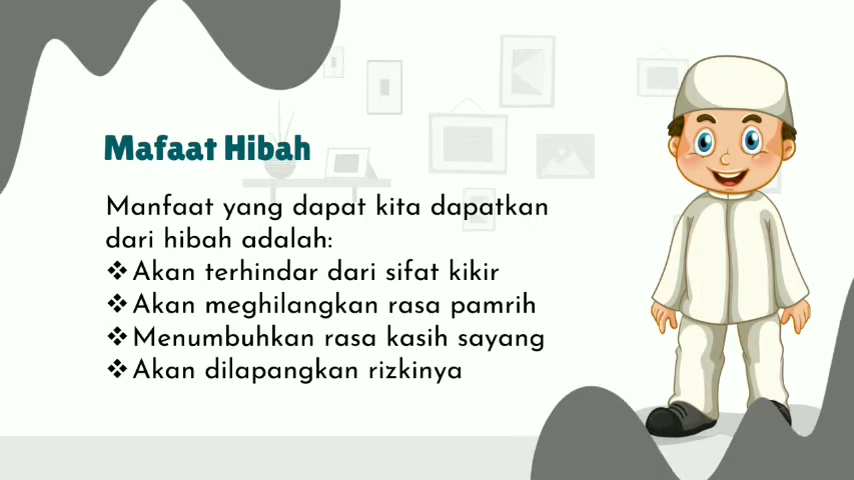 Mafaat Hibah
Manfaat yang dapat kita dapatkan
dari hibah adalah:
❖Akan terhindar dari sifat kikir
❖Akan meghilangkan rasa pamrih
❖Menumbuhkan rasa kasih sayang
❖Akan dilapangkan rizkinya